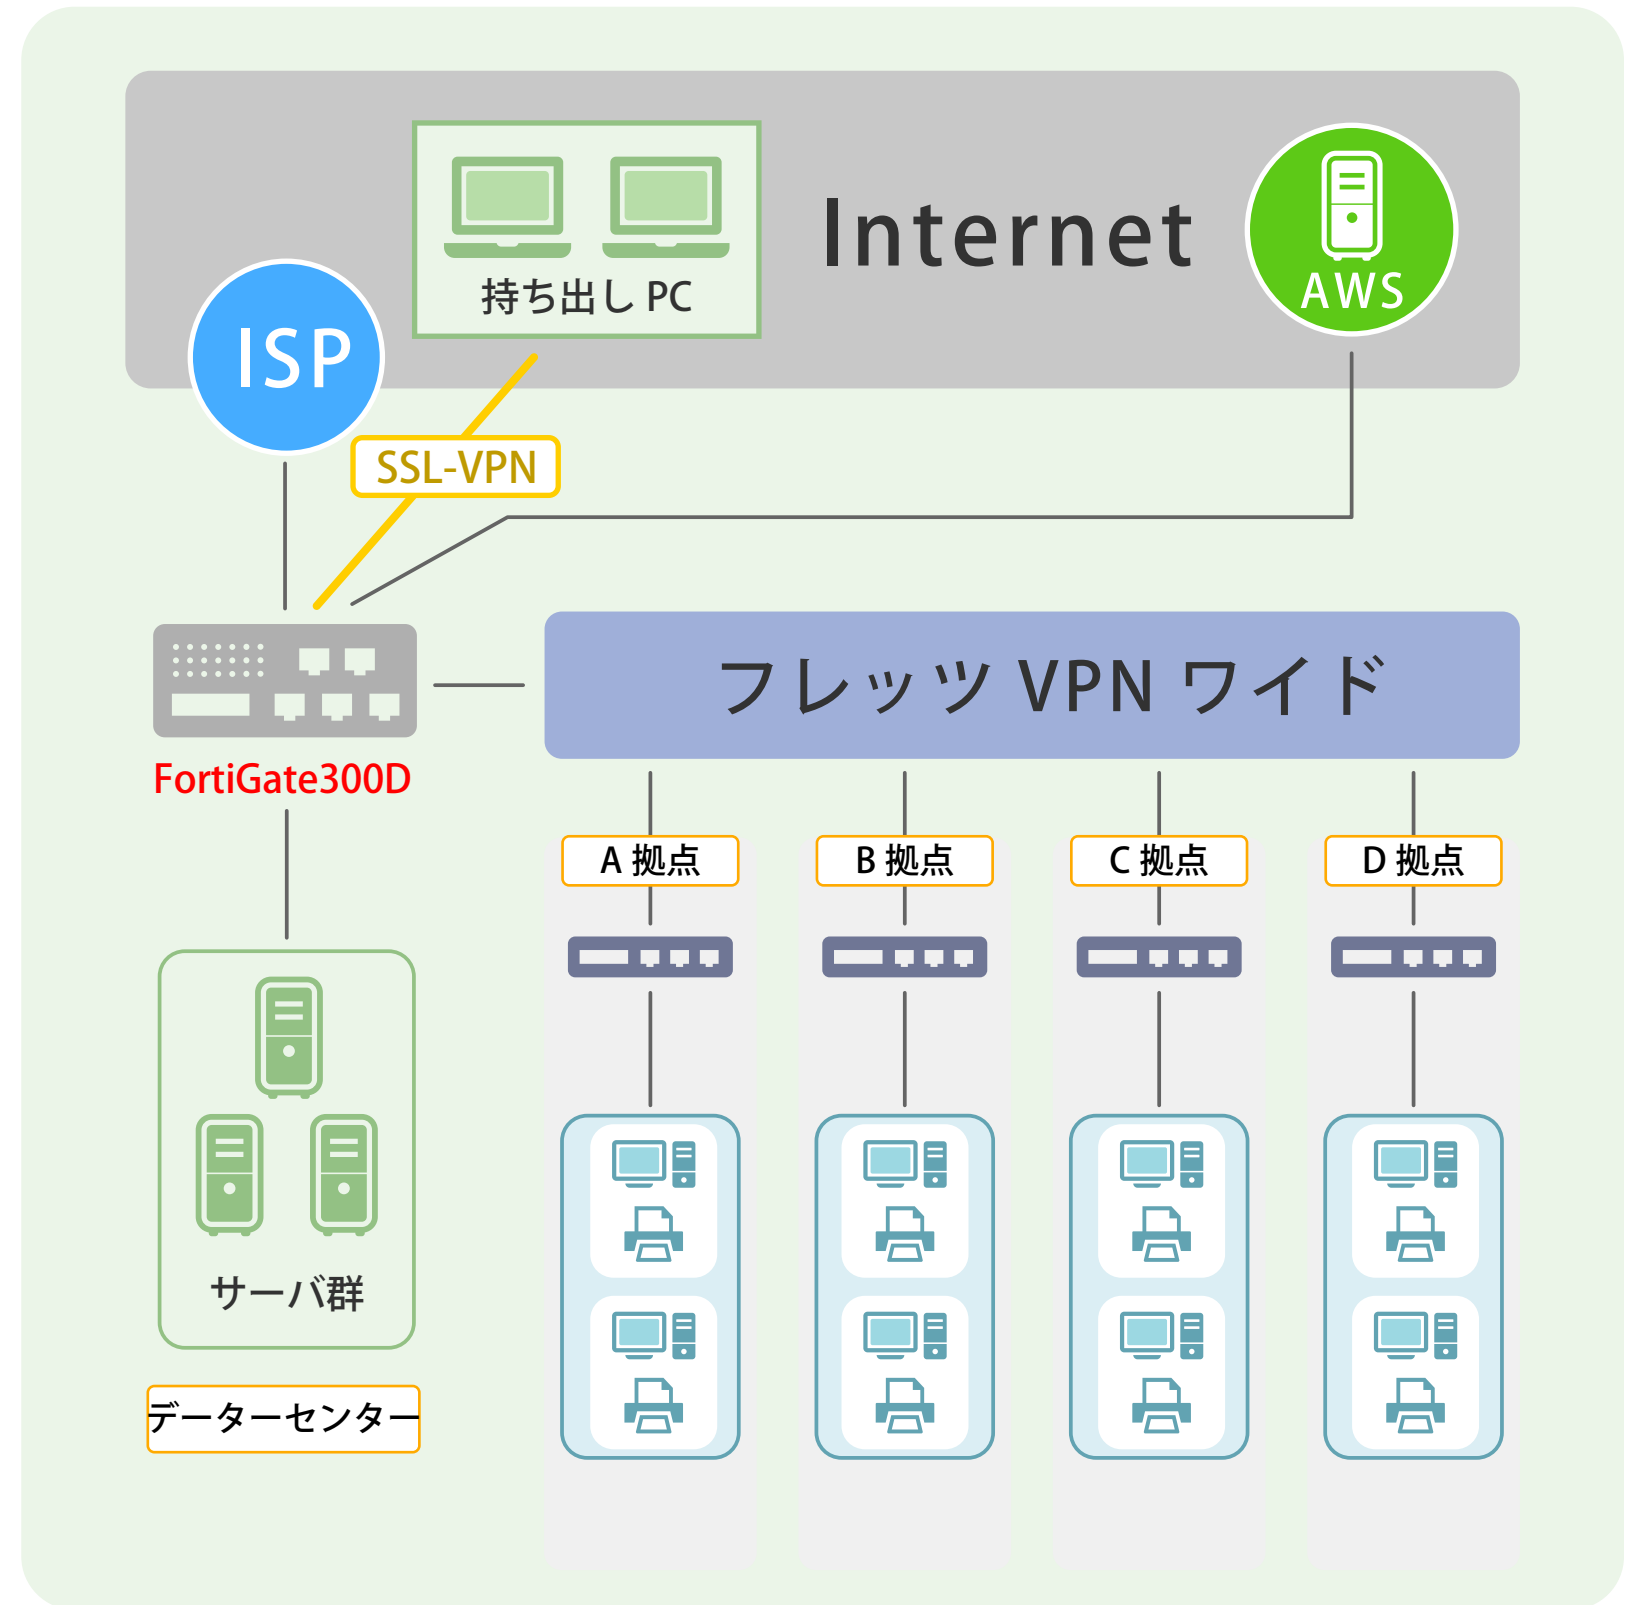 持ち出し PC
Internet
AWS
ISP
SSL-VPN
フレッツ VPN ワイド
FortiGate300D
A 拠点
B 拠点
C 拠点
D 拠点
サーバ群
データーセンター